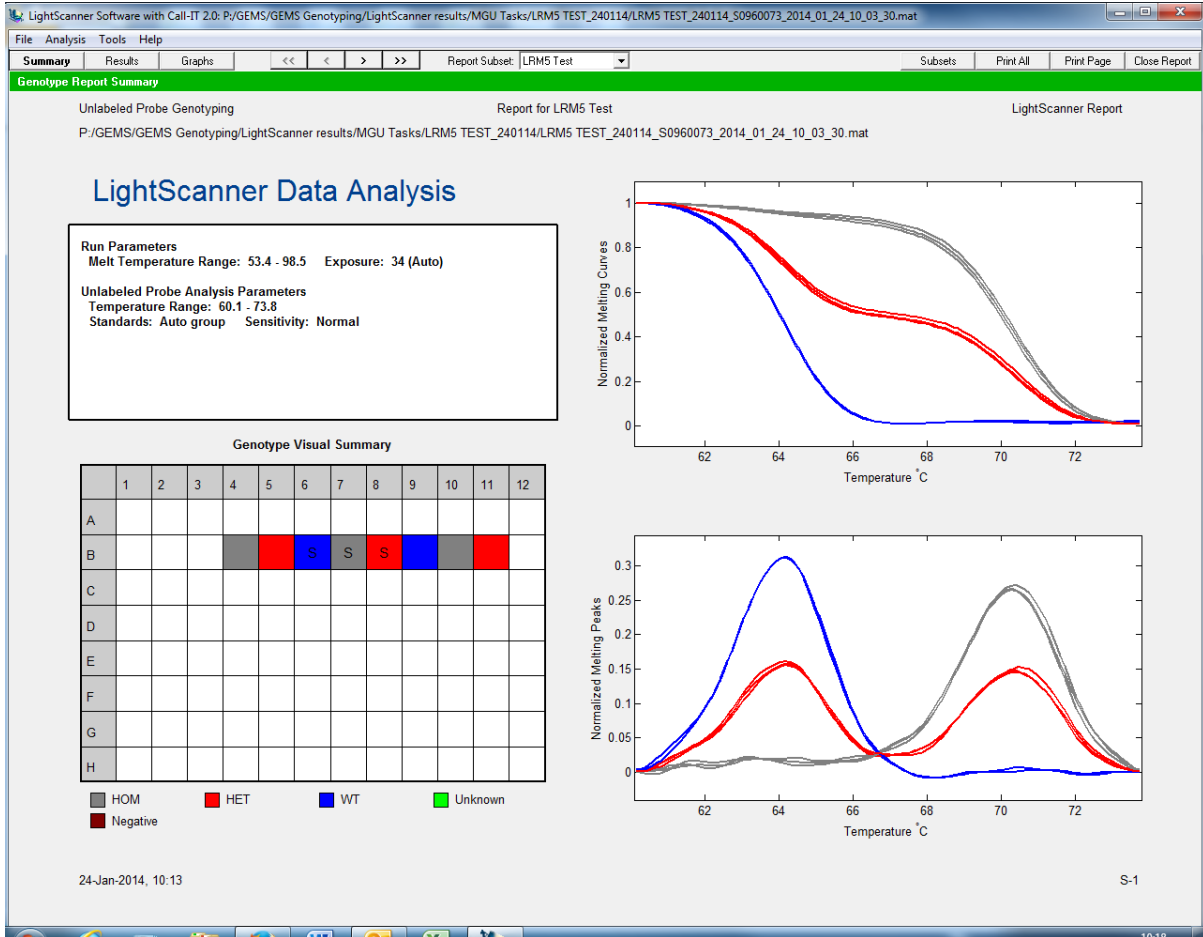 LightScanner Software with Call-IT 2.0: P:/GEMS/GEMS Genotyping/LightScanner results/MGU Tasks/LRM5 TEST_240114/LRM5 TEST_240114_S0960073_2014_01_24_10_03_30.mat
File Analysis Tools Help
Summary Results Graphs << < > >> Report Subset: LRM5 Test Subsets Print All Print Page Close Report
Genotype Report Summary
Unlabeled Probe Genotyping Report for LRM5 Test LightScanner Report
P:/GEMS/GEMS Genotyping/LightScanner results/MGU Tasks/LRM5 TEST_240114/LRM5 TEST_240114_S0960073_2014_01_24_10_03_30.mat
LightScanner Data Analysis
Run Parameters
Melt Temperature Range: 53.4 - 98.5 Exposure: 34 (Auto)
Unlabeled Probe Analysis Parameters
Temperature Range: 60.1 - 73.8
Standards: Auto group Sensitivity: Normal
Genotype Visual Summary
1 2 3 4 5 6 7 8 9 10 11 12
A
B S S S
C
D
E
F
G
H
HOM HET WT Unknown
Negative
Normalized Melting Curves
1
0.8
0.6
0.4
0.2
0
62 64 66 68 70 72
Temperature °C
Normalized Melting Peaks
0.3
0.25
0.2
0.15
0.1
0.05
0
62 64 66 68 70 72
Temperature °C
24-Jan-2014, 10:13 S-1
10:18